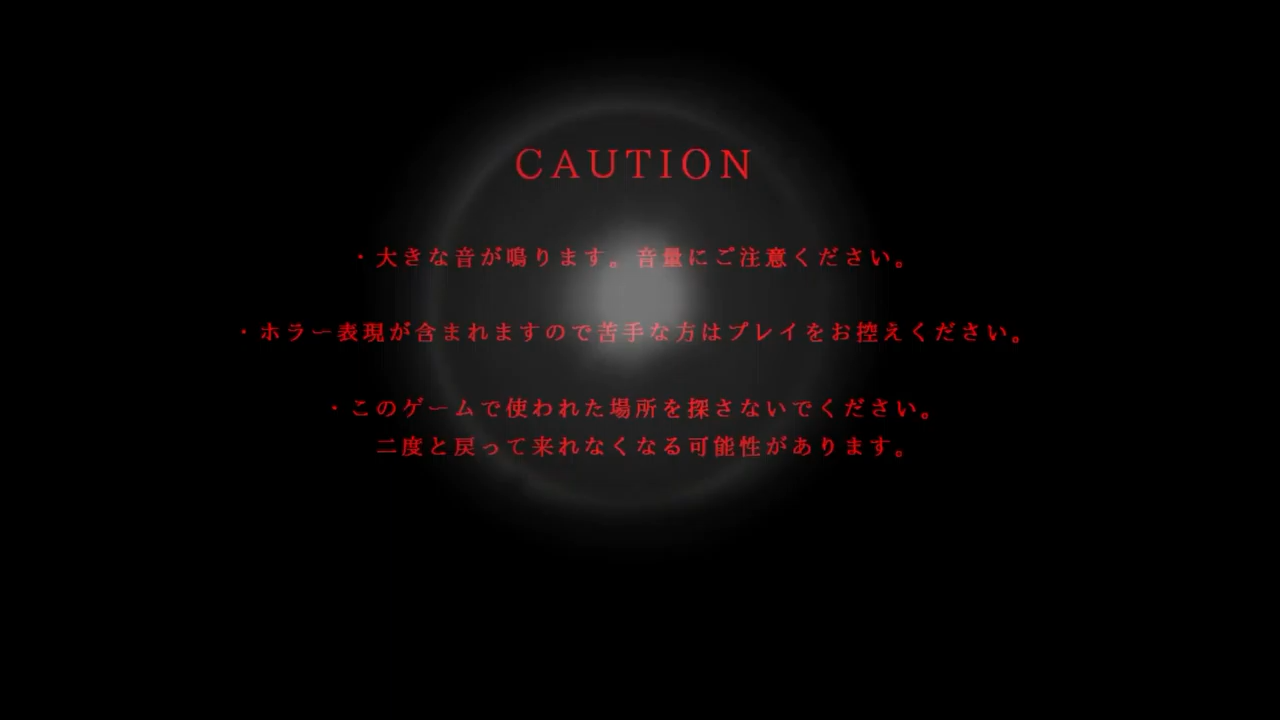 CAUTION
・大きな音が鳴ります。音量にご注意ください。
・ホラー表現が含まれますので苦手な方はプレイをお控えください。
・このゲームで使われた場所を探さないでください。
二度と戻って来れなくなる可能性があります。